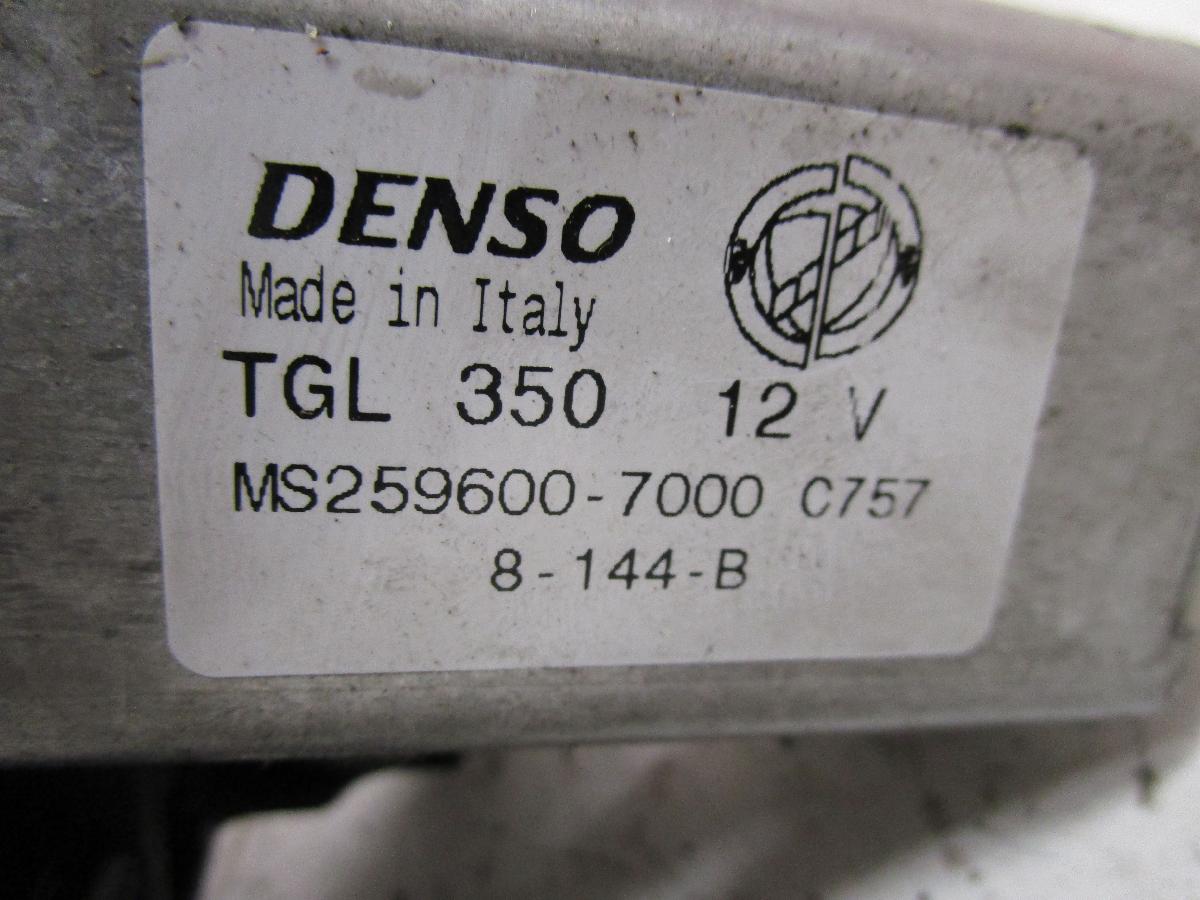 DENSO
Made in Italy
TGL 350 12 V
MS259600-7000 C757
8-144-B